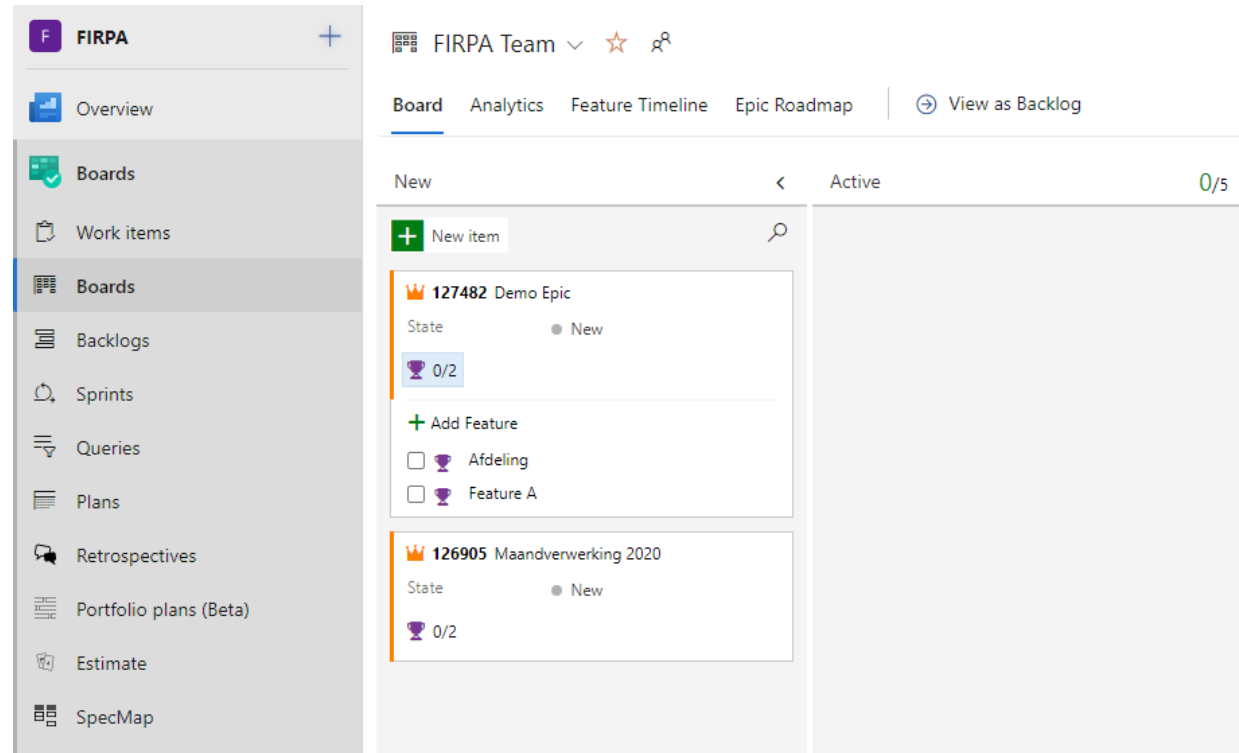 F FIRPA
Overview
Boards
Work items
Boards
Backlogs
Sprints
Queries
Plans
Retrospectives
Portfolio plans (Beta)
Estimate
SpecMap
FIRPA Team
Board Analytics Feature Timeline Epic Roadmap View as Backlog
New
New item
127482 Demo Epic
State New
0/2
Add Feature
Afdeling
Feature A
126905 Maandverwerking 2020
State New
0/2
Active 0/5